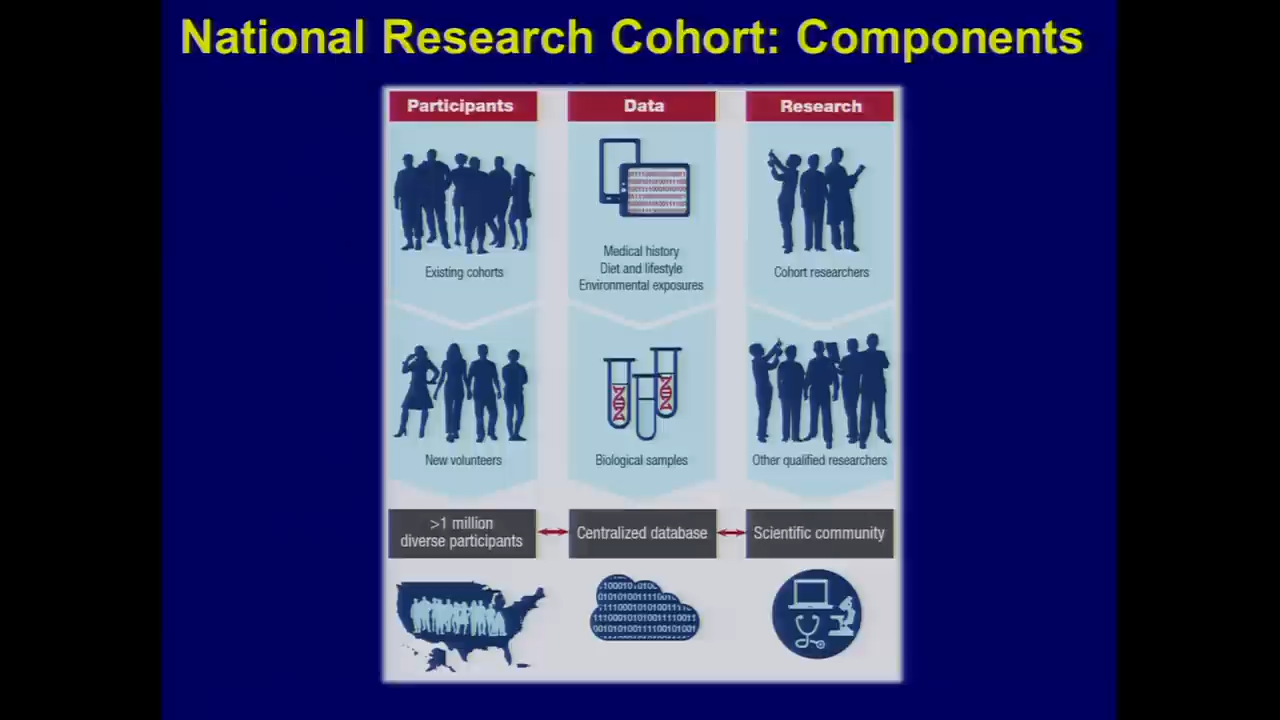 National Research Cohort: Components
Participants
Existing cohorts
New volunteers
>1 million
diverse participants
Data
Medical history
Diet and lifestyle
Environmental exposures
Biological samples
Centralized database
Research
Cohort researchers
Other qualified researchers
Scientific community